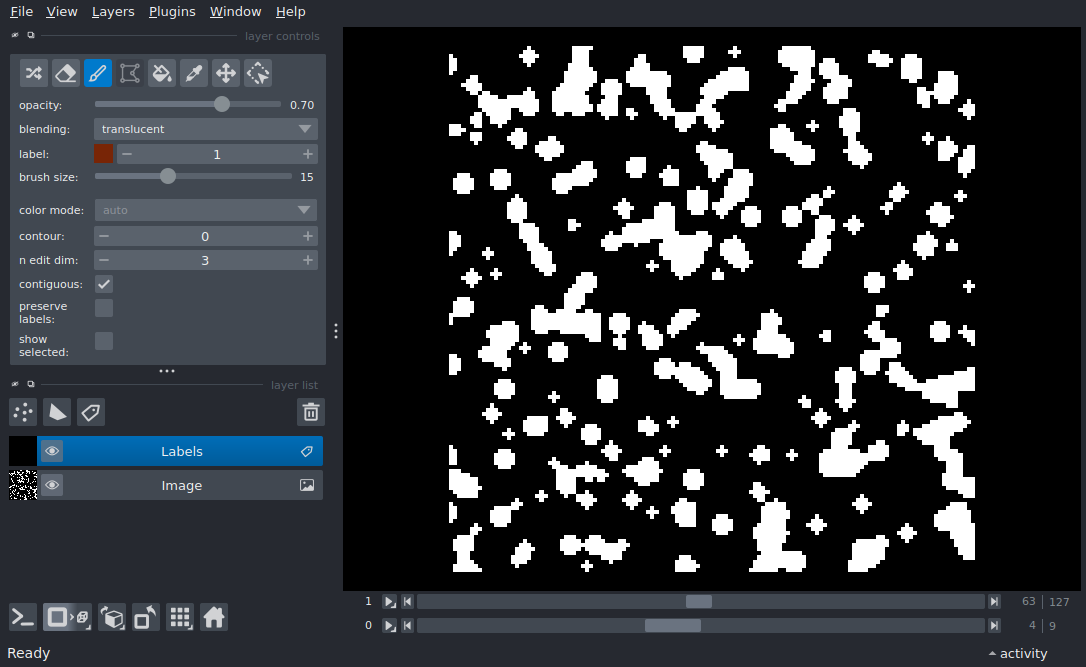 File View Layers Plugins Window Help
layer controls
opacity: 0.70
blending: translucent
label: 1
brush size: 15
color mode: auto
contour: 0
n edit dim: 3
contiguous:
preserve
labels:
show
selected:
layer list
Labels
Image
1 63 127
0 4 9
Ready activity